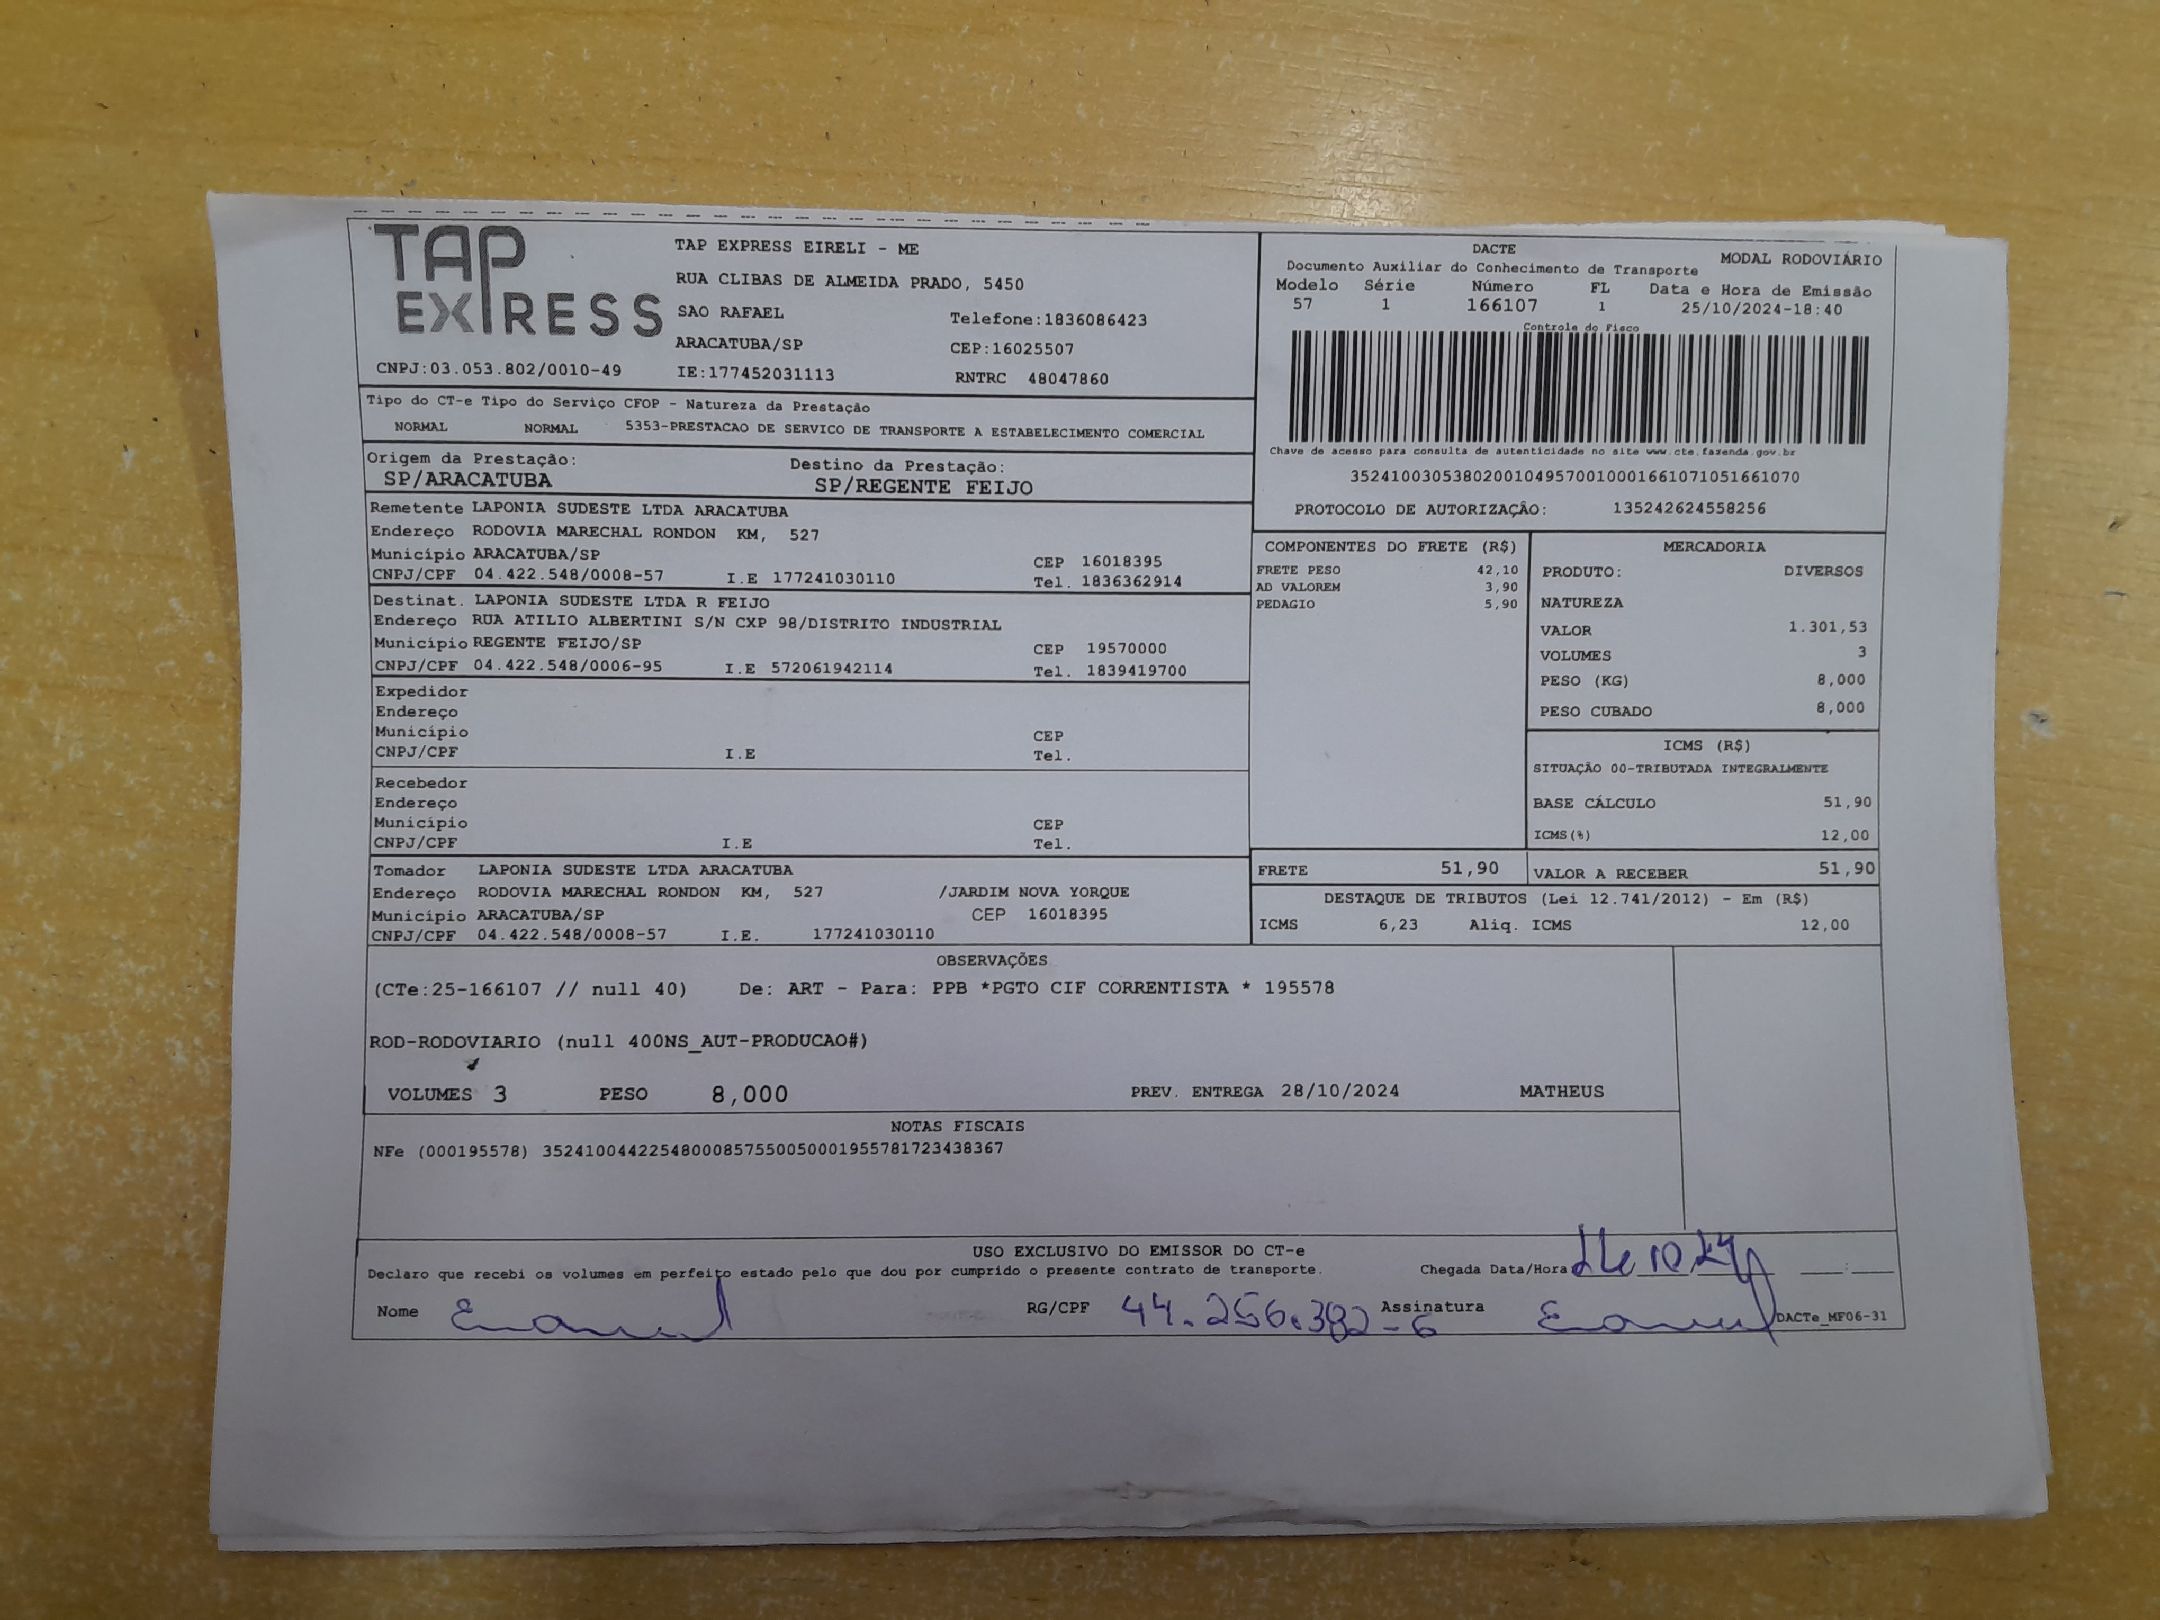 TAP
EXPRESS
TAP EXPRESS EIRELI - ME
RUA CLIBAS DE ALMEIDA PRADO, 5450
SAO RAFAEL
Telefone:1836086423
ARACATUBA/SP
CEP:16025507
CNPJ:03.053.802/0010-49
IE:177452031113
RNTRC 48047860
DACTE
MODAL RODOVIÁRIO
Documento Auxiliar do Conhecimento de Transporte
Modelo Série Número FL Data e Hora de Emissão
57 1 166107 1 25/10/2024-18:40
Controle do Fisco
Chave de acesso para consulta de autenticidade no site www.cte.fazenda.gov.br
35241003053802001049570010001661071051661070
PROTOCOLO DE AUTORIZAÇÃO: 135242624558256
Tipo do CT-e Tipo do Serviço CFOP - Natureza da Prestação
NORMAL NORMAL 5353-PRESTACAO DE SERVICO DE TRANSPORTE A ESTABELECIMENTO COMERCIAL
Origem da Prestação: Destino da Prestação:
SP/ARACATUBA SP/REGENTE FEIJO
Remetente LAPONIA SUDESTE LTDA ARACATUBA
Endereço RODOVIA MARECHAL RONDON KM, 527
Município ARACATUBA/SP CEP 16018395
CNPJ/CPF 04.422.548/0008-57 I.E 177241030110 Tel. 1836362914
Destinat. LAPONIA SUDESTE LTDA R FEIJO
Endereço RUA ATILIO ALBERTINI S/N CXP 98/DISTRITO INDUSTRIAL
Município REGENTE FEIJO/SP CEP 19570000
CNPJ/CPF 04.422.548/0006-95 I.E 572061942114 Tel. 1839419700
Expedidor
Endereço
Município CEP
CNPJ/CPF I.E Tel.
Recebedor
Endereço
Município CEP
CNPJ/CPF I.E Tel.
Tomador LAPONIA SUDESTE LTDA ARACATUBA
Endereço RODOVIA MARECHAL RONDON KM, 527 /JARDIM NOVA YORQUE
Município ARACATUBA/SP CEP 16018395
CNPJ/CPF 04.422.548/0008-57 I.E. 177241030110
COMPONENTES DO FRETE (R$)
FRETE PESO 42,10
AD VALOREM 3,90
PEDAGIO 5,90
MERCADORIA
PRODUTO: DIVERSOS
NATUREZA
VALOR 1.301,53
VOLUMES 3
PESO (KG) 8,000
PESO CUBADO 8,000
ICMS (R$)
SITUAÇÃO 00-TRIBUTADA INTEGRALMENTE
BASE CÁLCULO 51,90
ICMS(%) 12,00
FRETE 51,90 VALOR A RECEBER 51,90
DESTAQUE DE TRIBUTOS (Lei 12.741/2012) - Em (R$)
ICMS 6,23 Aliq. ICMS 12,00
OBSERVAÇÕES
(CTe:25-166107 // null 40) De: ART - Para: PPB *PGTO CIF CORRENTISTA * 195578
ROD-RODOVIARIO (null 400NS_AUT-PRODUCAO#)
VOLUMES 3 PESO 8,000 PREV. ENTREGA 28/10/2024 MATHEUS
NOTAS FISCAIS
NFe (000195578) 35241004422548000857550050001955781723438367
USO EXCLUSIVO DO EMISSOR DO CT-e
Declaro que recebi os volumes em perfeito estado pelo que dou por cumprido o presente contrato de transporte. Chegada Data/Hora
Nome RG/CPF 44.256.382-6 Assinatura
DACTe_MF06-31